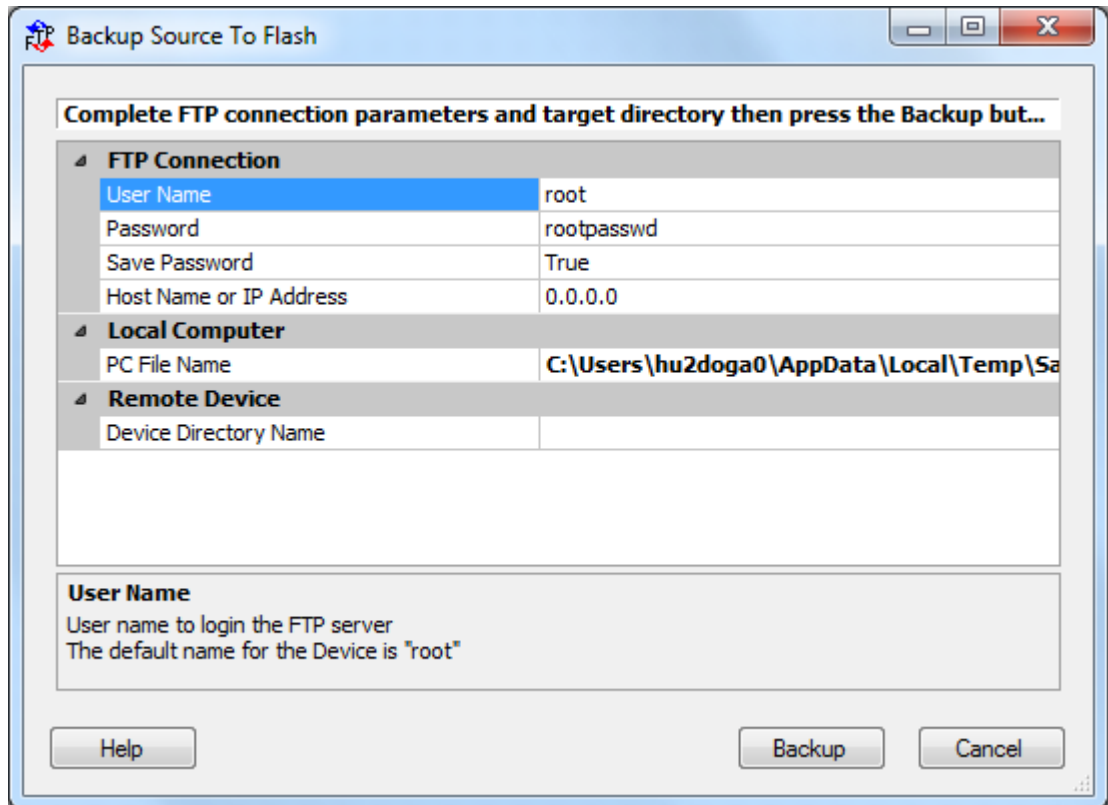 FTP Backup Source To Flash
Complete FTP connection parameters and target directory then press the Backup but...
FTP Connection
User Name root
Password rootpasswd
Save Password True
Host Name or IP Address 0.0.0.0
Local Computer
PC File Name C:\Users\hu2doga0\AppData\Local\Temp\Sa
Remote Device
Device Directory Name
User Name
User name to login the FTP server
The default name for the Device is "root"
Help Backup Cancel